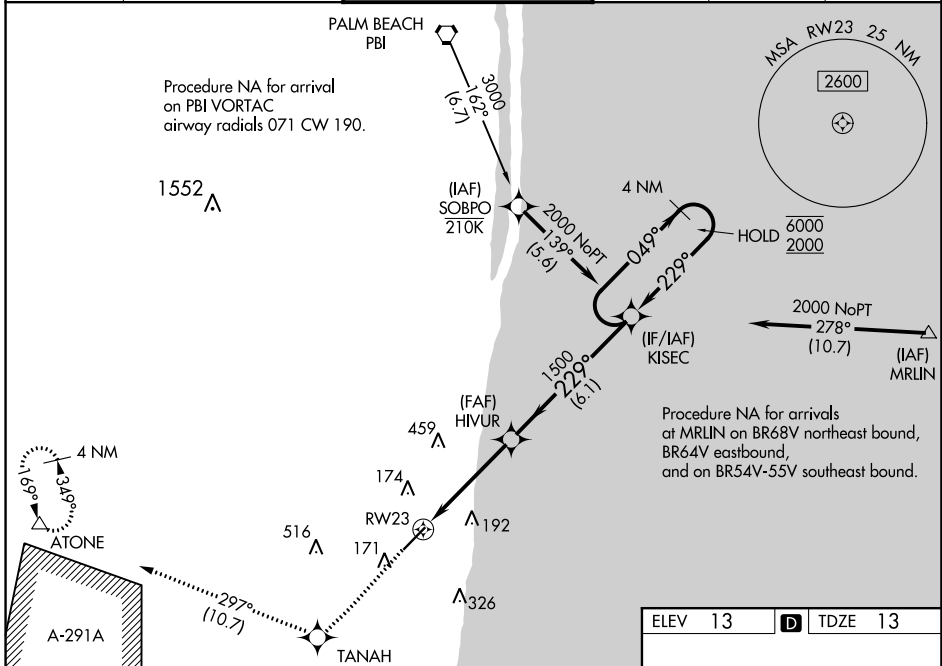 PALM BEACH
PBI
Procedure NA for arrival
on PBI VORTAC
airway radials 071 CW 190.
3000
162°
(6.7)
MSA RW23 25 NM
2600
1552
(IAF)
SOBPO
210K
2000 NoPT
139°
(5.6)
4 NM
049°
229°
HOLD
6000
2000
(IF/IAF)
KISEC
2000 NoPT
278°
(10.7)
(IAF)
MRLIN
1500
229°
(6.1)
(FAF)
HIVUR
Procedure NA for arrivals
at MRLIN on BR68V northeast bound,
BR64V eastbound,
and on BR54V-55V southeast bound.
459
174
RW23
192
516
171
326
4 NM
169°
349°
ATONE
A-291A
297°
(10.7)
TANAH
ELEV 13 D TDZE 13